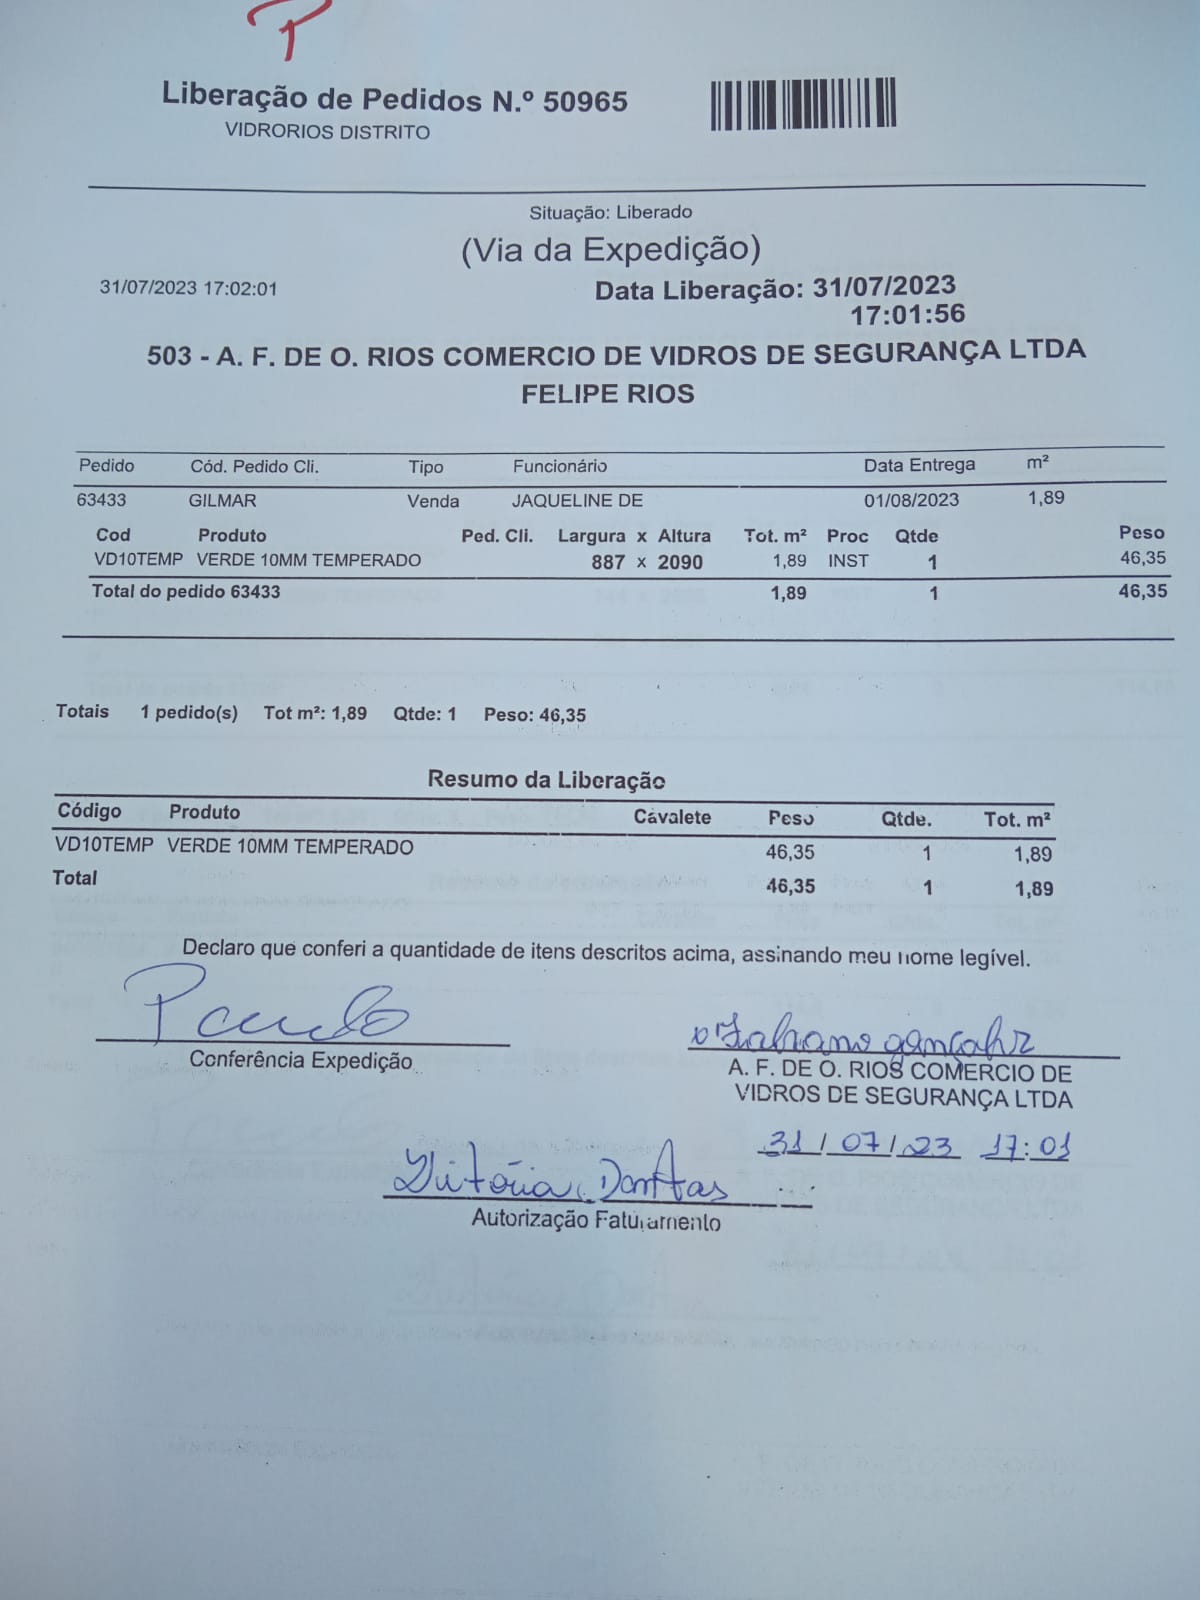 P
Liberação de Pedidos N.º 50965
VIDRORIOS DISTRITO
Situação: Liberado
(Via da Expedição)
31/07/2023 17:02:01
Data Liberação: 31/07/2023
17:01:56
503 - A. F. DE O. RIOS COMERCIO DE VIDROS DE SEGURANÇA LTDA
FELIPE RIOS
Pedido Cód. Pedido Cli. Tipo Funcionário Data Entrega m²
63433 GILMAR Venda JAQUELINE DE 01/08/2023 1,89
Cod Produto Ped. Cli. Largura x Altura Tot. m² Proc Qtde Peso
VD10TEMP VERDE 10MM TEMPERADO 887 x 2090 1,89 INST 1 46,35
Total do pedido 63433 1,89 1 46,35
Totais 1 pedido(s) Tot m²: 1,89 Qtde: 1 Peso: 46,35
Resumo da Liberação
Código Produto Cavalete Peso Qtde. Tot. m²
VD10TEMP VERDE 10MM TEMPERADO 46,35 1 1,89
Total 46,35 1 1,89
Declaro que conferi a quantidade de itens descritos acima, assinando meu nome legível.
Conferência Expedição
A. F. DE O. RIOS COMERCIO DE
VIDROS DE SEGURANÇA LTDA
31/07/23 17:01
Vitória Dantas
Autorização Faturamento